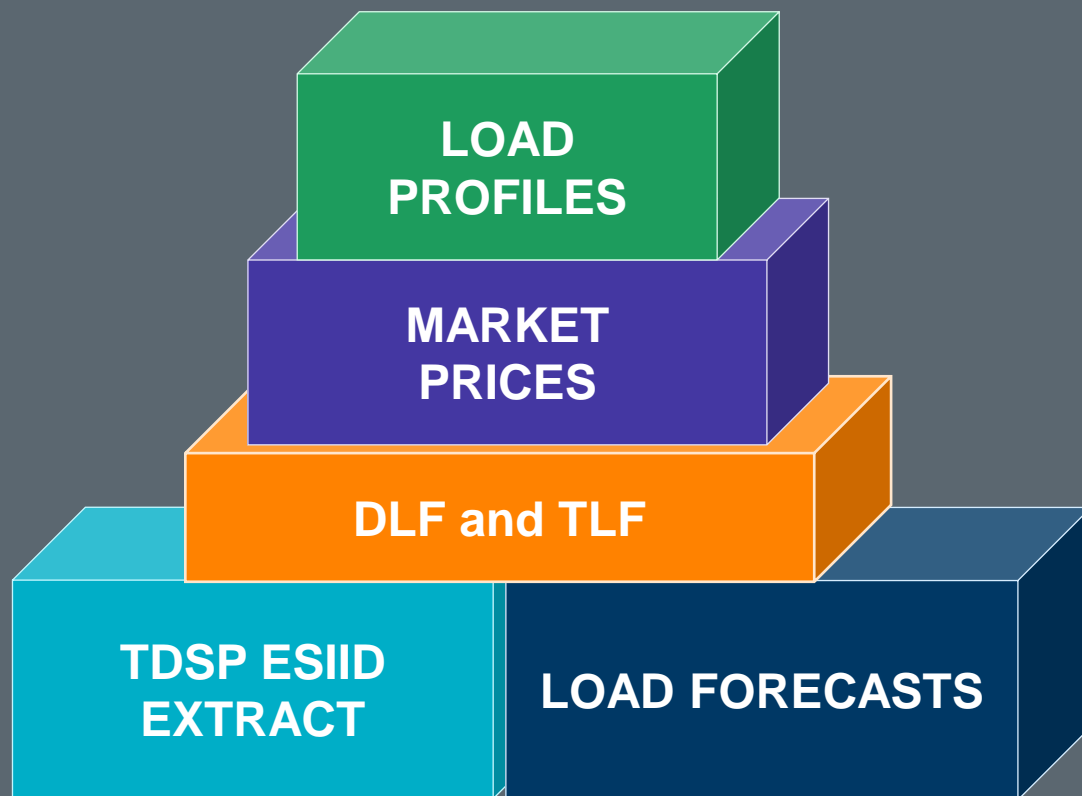 LOAD
PROFILES
MARKET
PRICES
DLF and TLF
TDSP ESIID
EXTRACT
LOAD FORECASTS